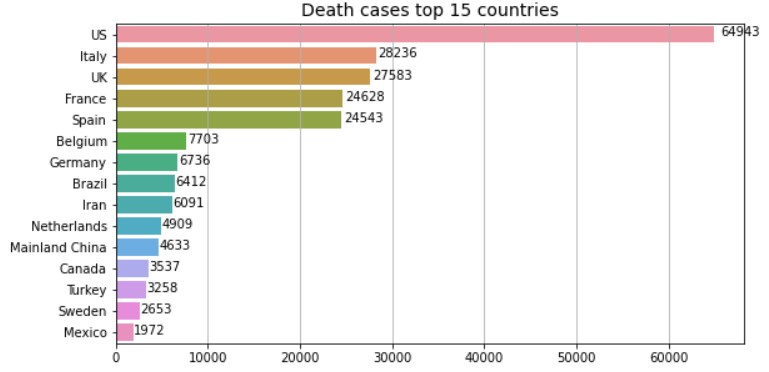 Death cases top 15 countries
US 64943
Italy 28236
UK 27583
France 24628
Spain 24543
Belgium 7703
Germany 6736
Brazil 6412
Iran 6091
Netherlands 4909
Mainland China 4633
Canada 3537
Turkey 3258
Sweden 2653
Mexico 1972
0 10000 20000 30000 40000 50000 60000